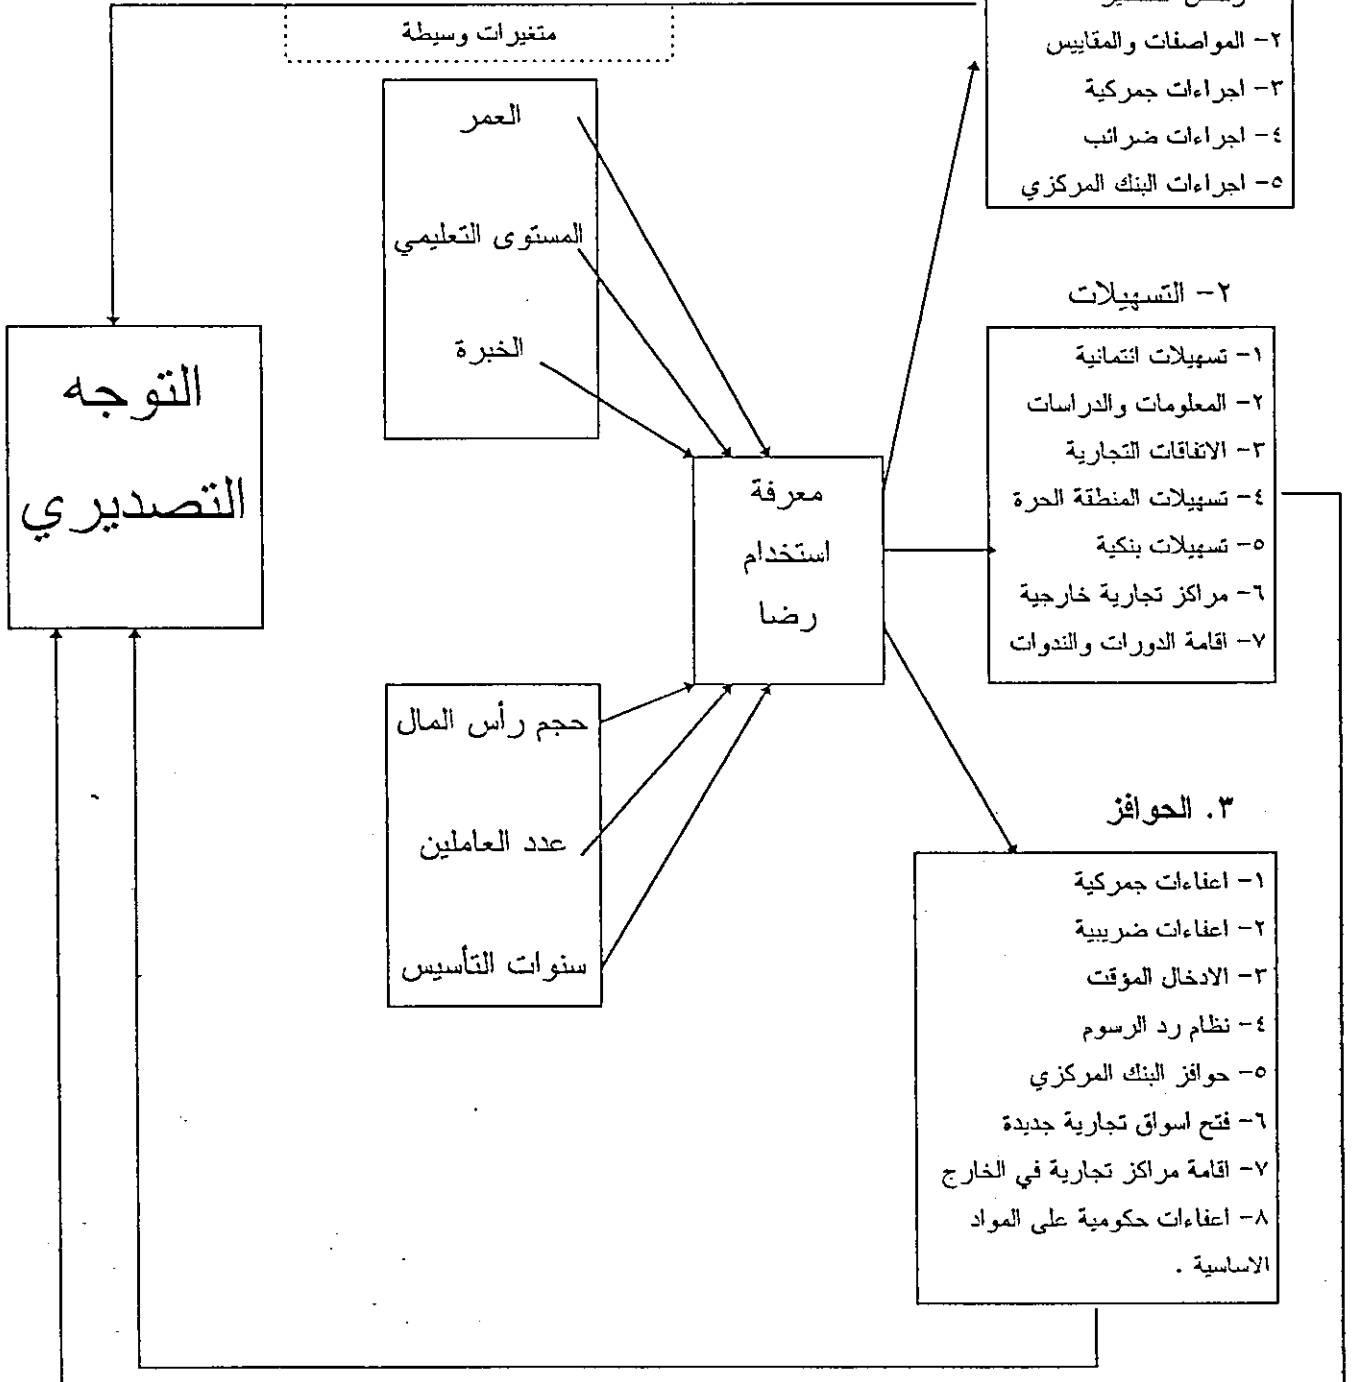 متغيرات وسيطة
٢- المواصفات والمقاييس
٣- اجراءات جمركية
٤- اجراءات ضرائب
٥- اجراءات البنك المركزي
العمر
المستوى التعليمي
الخبرة
٢- التسهيلات
١- تسهيلات ائتمانية
٢- المعلومات والدراسات
٣- الاتفاقات التجارية
٤- تسهيلات المنطقة الحرة
٥- تسهيلات بنكية
٦- مراكز تجارية خارجية
٧- اقامة الدورات والندوات
التوجه
التصديري
معرفة
استخدام
رضا
حجم رأس المال
عدد العاملين
سنوات التأسيس
٣. الحوافز
١- اعفاءات جمركية
٢- اعفاءات ضريبية
٣- الادخال المؤقت
٤- نظام رد الرسوم
٥- حوافز البنك المركزي
٦- فتح اسواق تجارية جديدة
٧- اقامة مراكز تجارية في الخارج
٨- اعفاءات حكومية على المواد
الاساسية .